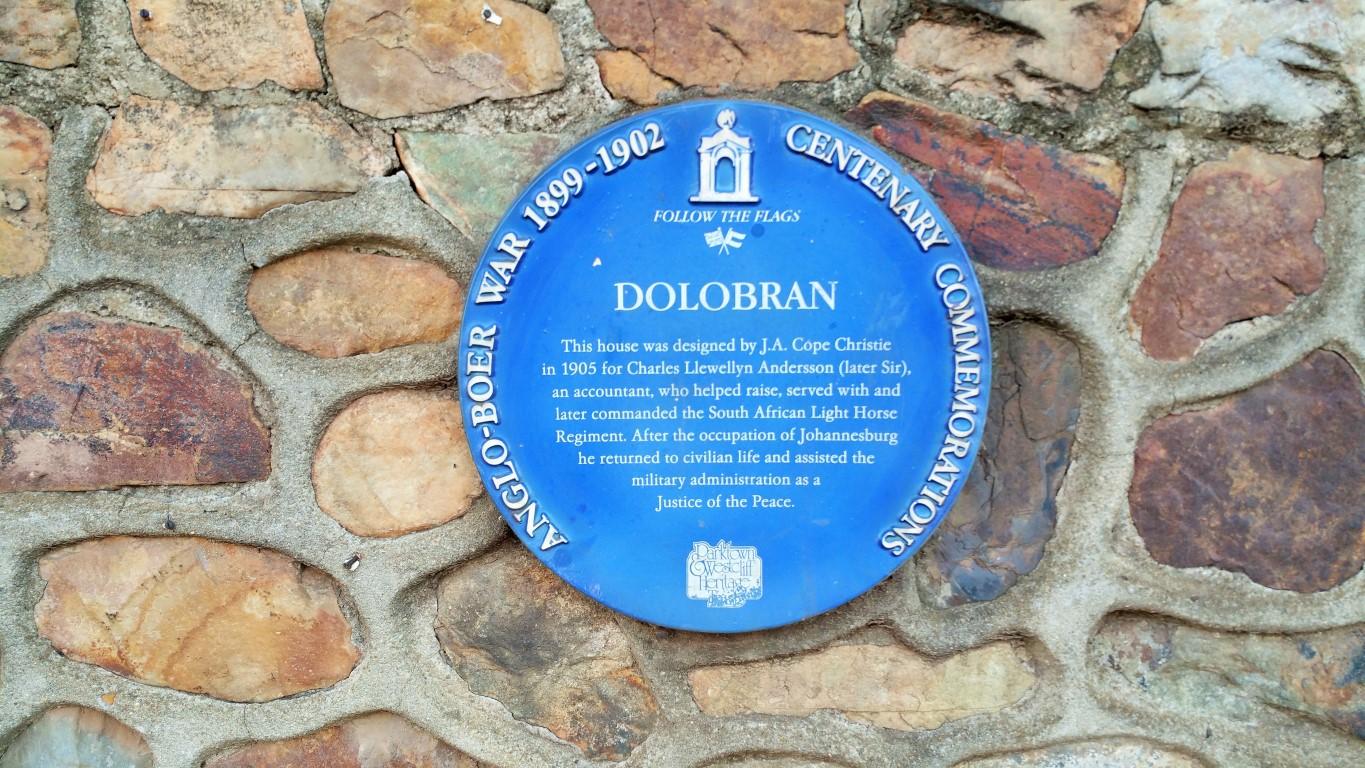 ANGLO-BOER WAR 1899-1902
CENTENARY COMMEMORATIONS
FOLLOW THE FLAGS
DOLOBRAN
This house was designed by J.A. Cope Christie
in 1905 for Charles Llewellyn Andersson (later Sir),
an accountant, who helped raise, served with and
later commanded the South African Light Horse
Regiment. After the occupation of Johannesburg
he returned to civilian life and assisted the
military administration as a
Justice of the Peace.
the
Parktown
& Westcliff
Heritage